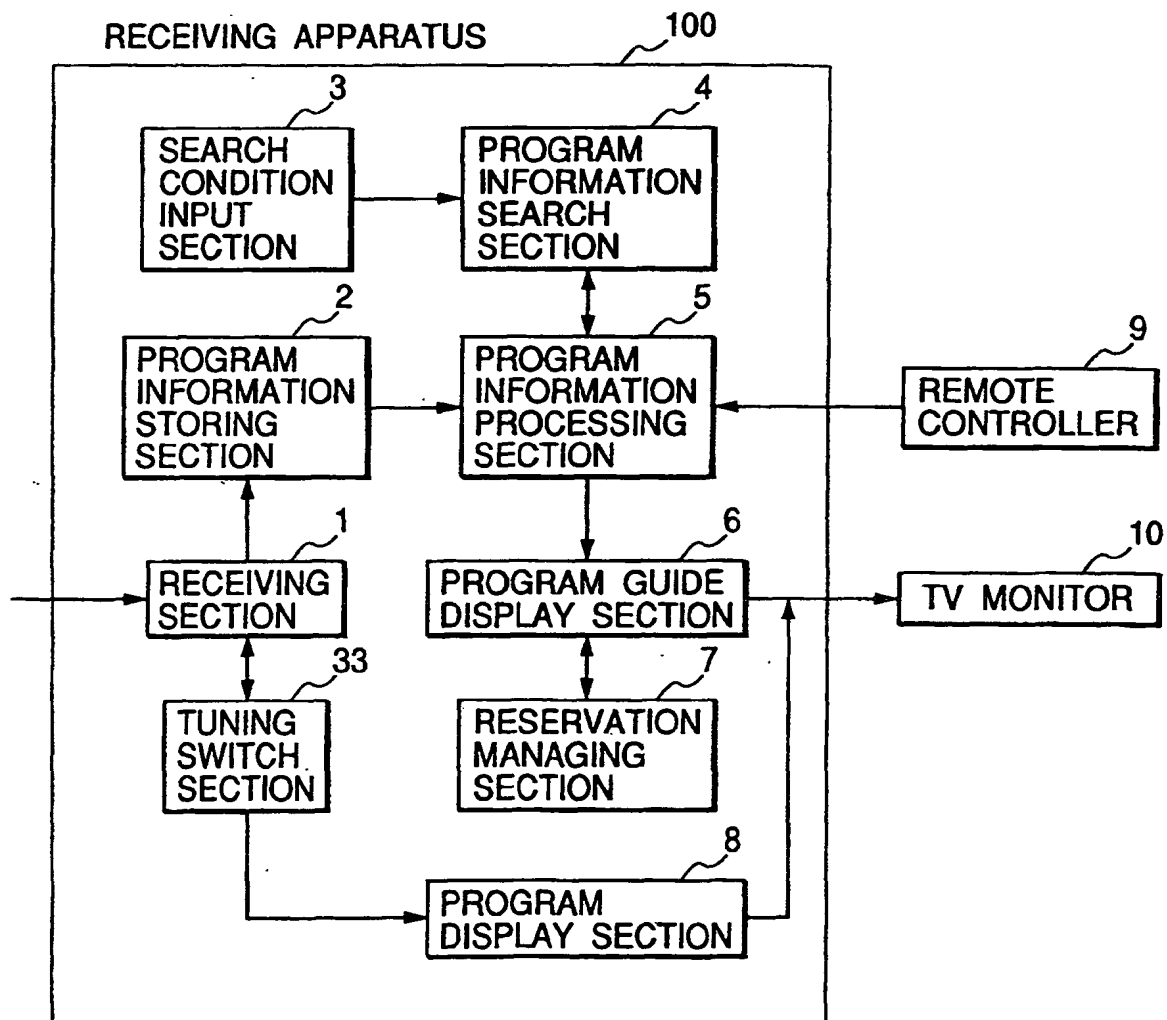 RECEIVING APPARATUS
100
3
SEARCH
CONDITION
INPUT
SECTION
4
PROGRAM
INFORMATION
SEARCH
SECTION
2
PROGRAM
INFORMATION
STORING
SECTION
5
PROGRAM
INFORMATION
PROCESSING
SECTION
9
REMOTE
CONTROLLER
1
RECEIVING
SECTION
6
PROGRAM GUIDE
DISPLAY SECTION
10
TV MONITOR
33
TUNING
SWITCH
SECTION
7
RESERVATION
MANAGING
SECTION
8
PROGRAM
DISPLAY SECTION